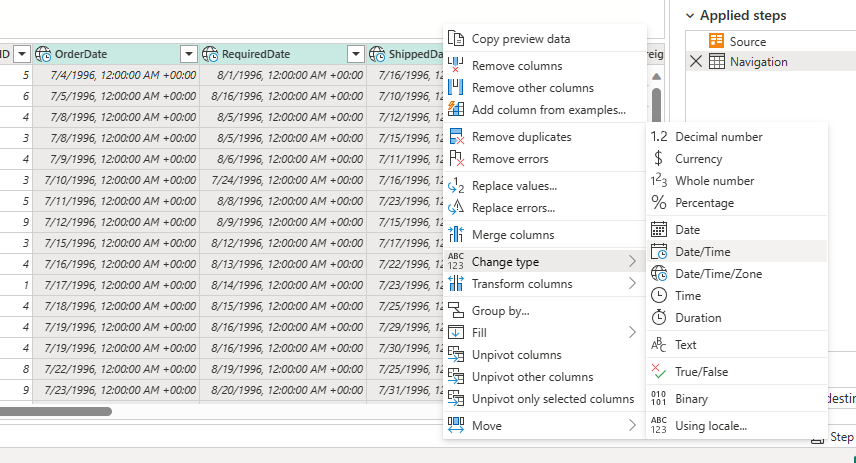 ID OrderDate RequiredDate ShippedDa
5 7/4/1996, 12:00:00 AM +00:00 8/1/1996, 12:00:00 AM +00:00 7/16/1996, 12
6 7/5/1996, 12:00:00 AM +00:00 8/16/1996, 12:00:00 AM +00:00 7/10/1996, 12
4 7/8/1996, 12:00:00 AM +00:00 8/5/1996, 12:00:00 AM +00:00 7/12/1996, 12
3 7/8/1996, 12:00:00 AM +00:00 8/5/1996, 12:00:00 AM +00:00 7/15/1996, 12
4 7/9/1996, 12:00:00 AM +00:00 8/6/1996, 12:00:00 AM +00:00 7/11/1996, 12
3 7/10/1996, 12:00:00 AM +00:00 7/24/1996, 12:00:00 AM +00:00 7/16/1996, 12
5 7/11/1996, 12:00:00 AM +00:00 8/8/1996, 12:00:00 AM +00:00 7/23/1996, 12
9 7/12/1996, 12:00:00 AM +00:00 8/9/1996, 12:00:00 AM +00:00 7/15/1996, 12
3 7/15/1996, 12:00:00 AM +00:00 8/12/1996, 12:00:00 AM +00:00 7/17/1996, 12
4 7/16/1996, 12:00:00 AM +00:00 8/13/1996, 12:00:00 AM +00:00 7/22/1996, 12:0
1 7/17/1996, 12:00:00 AM +00:00 8/14/1996, 12:00:00 AM +00:00 7/23/1996, 12
4 7/18/1996, 12:00:00 AM +00:00 8/15/1996, 12:00:00 AM +00:00 7/25/1996, 12:0
4 7/19/1996, 12:00:00 AM +00:00 8/16/1996, 12:00:00 AM +00:00 7/29/1996, 12:0
4 7/19/1996, 12:00:00 AM +00:00 8/16/1996, 12:00:00 AM +00:00 7/30/1996, 12:0
8 7/22/1996, 12:00:00 AM +00:00 8/19/1996, 12:00:00 AM +00:00 7/25/1996, 12:0
9 7/23/1996, 12:00:00 AM +00:00 8/20/1996, 12:00:00 AM +00:00 7/31/1996, 12:0
Copy preview data
Remove columns
Remove other columns
Add column from examples...
Remove duplicates
Remove errors
Replace values...
Replace errors...
Merge columns
Change type
Transform columns
Group by...
Fill
Unpivot columns
Unpivot other columns
Unpivot only selected columns
Move
reig
Applied steps
Source
Navigation
1.2 Decimal number
$ Currency
123 Whole number
% Percentage
Date
Date/Time
Date/Time/Zone
Time
Duration
ABC Text
True/False
010 101 Binary
ABC 123 Using locale...
destin
Step